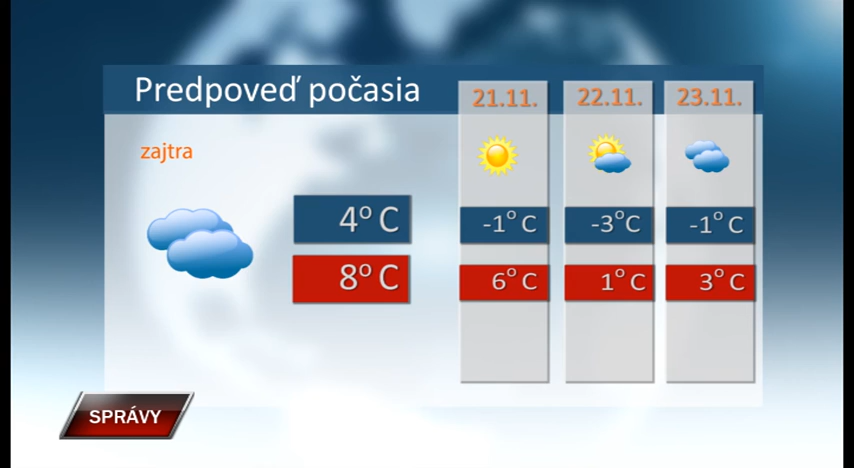 Predpoveď počasia
zajtra
4° C
8° C
21.11. 22.11. 23.11.
-1° C -3°C -1° C
6° C 1° C 3° C
SPRÁVY